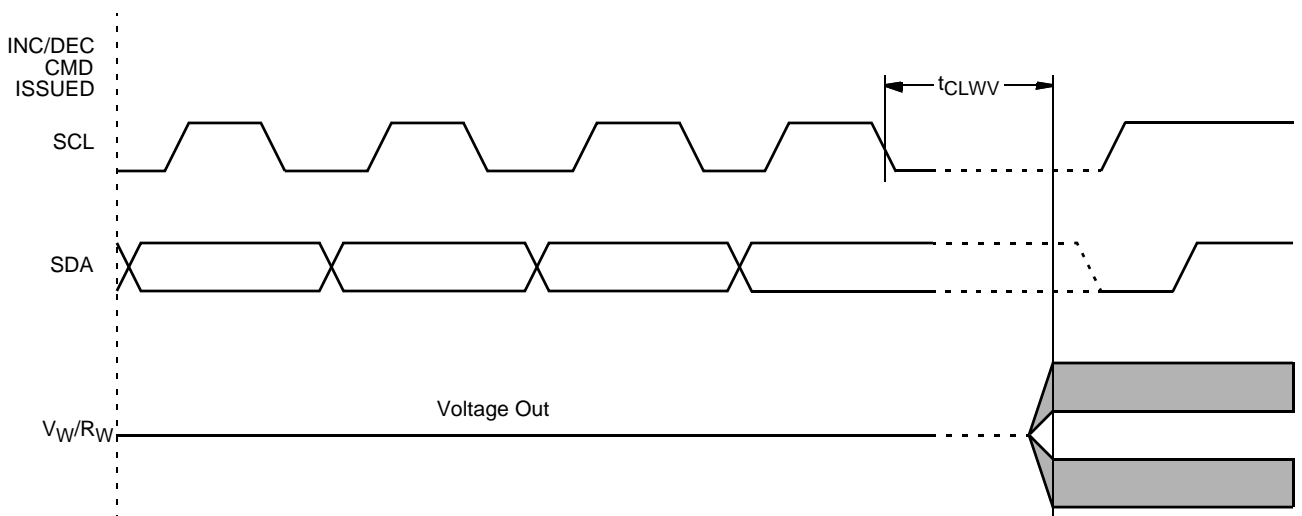 INC/DEC
CMD
ISSUED
tCLWV
SCL
SDA
Voltage Out
VW/RW